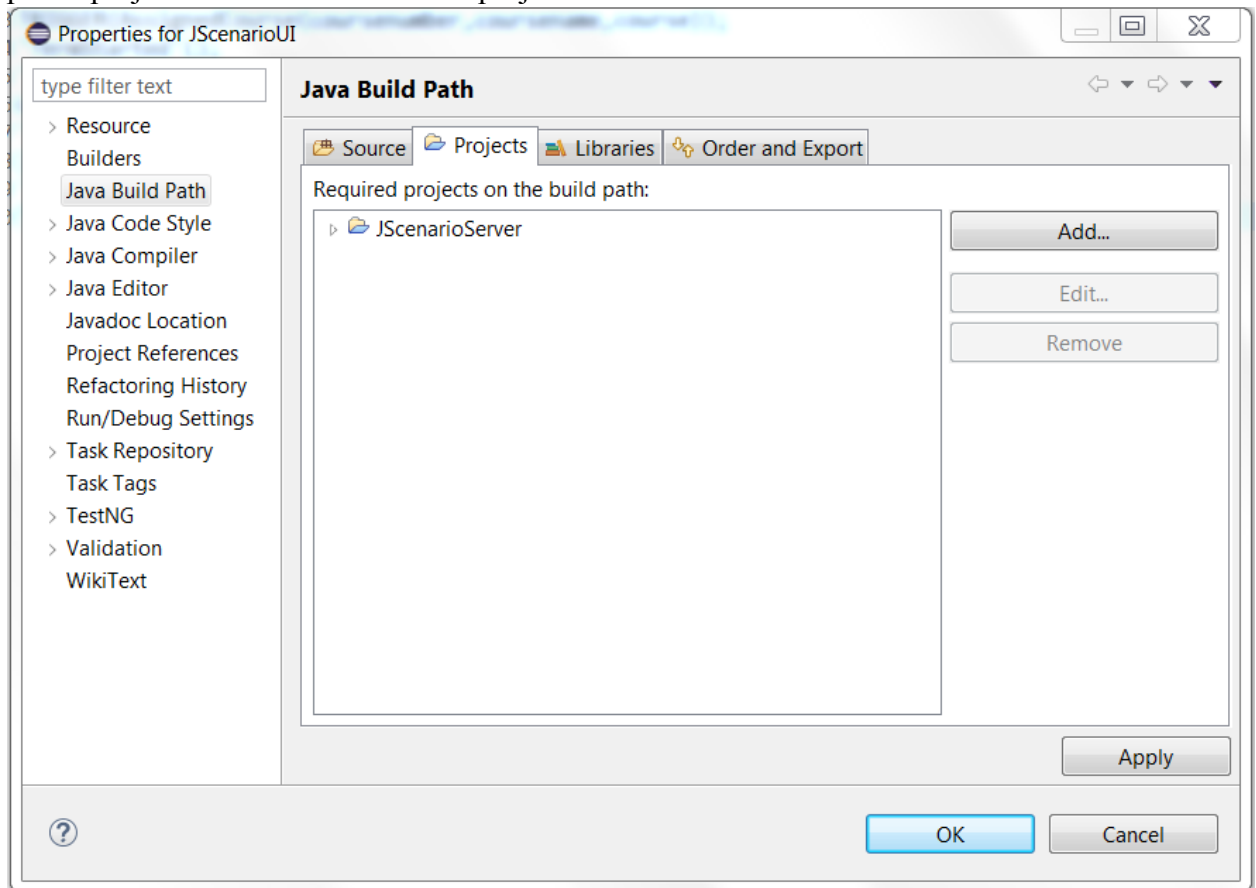 Properties for JScenarioUI
type filter text
Resource
Builders
Java Build Path
Java Code Style
Java Compiler
Java Editor
Javadoc Location
Project References
Refactoring History
Run/Debug Settings
Task Repository
Task Tags
TestNG
Validation
WikiText
Java Build Path
Source Projects Libraries Order and Export
Required projects on the build path:
JScenarioServer
Add...
Edit...
Remove
Apply
OK Cancel